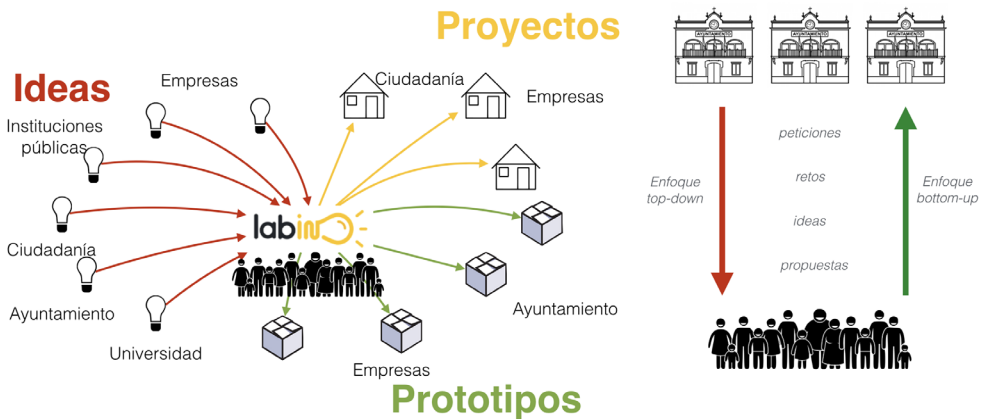 Proyectos
Ideas
Empresas
Ciudadanía
Empresas
Instituciones
públicas
Ciudadanía
Ayuntamiento
Universidad
labin
Ayuntamiento
Empresas
Prototipos
AYUNTAMIENTO
AYUNTAMIENTO
AYUNTAMIENTO
Enfoque
top-down
peticiones
retos
ideas
propuestas
Enfoque
bottom-up